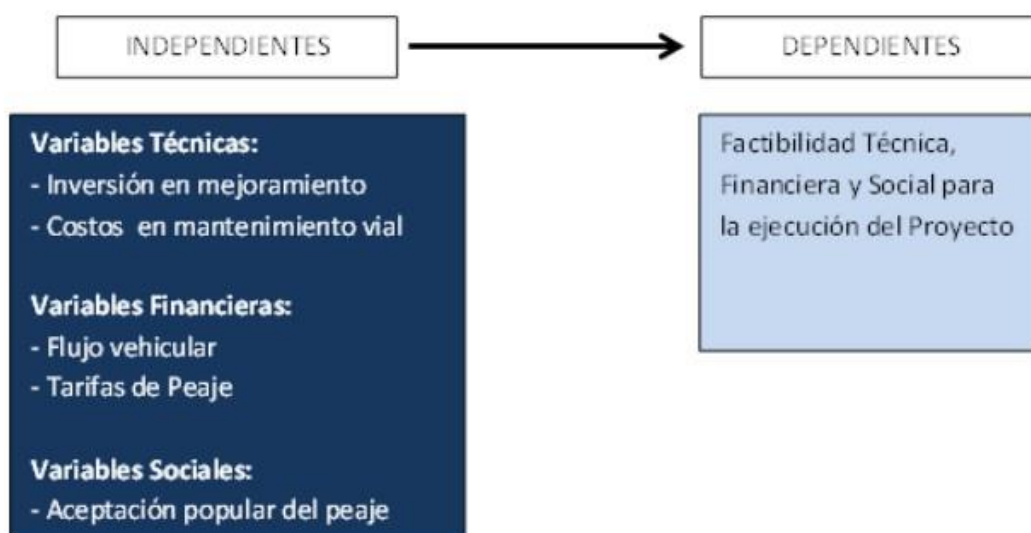 INDEPENDIENTES
DEPENDIENTES
Variables Técnicas:
- Inversión en mejoramiento
- Costos en mantenimiento vial
Variables Financieras:
- Flujo vehicular
- Tarifas de Peaje
Variables Sociales:
- Aceptación popular del peaje
Factibilidad Técnica,
Financiera y Social para
la ejecución del Proyecto